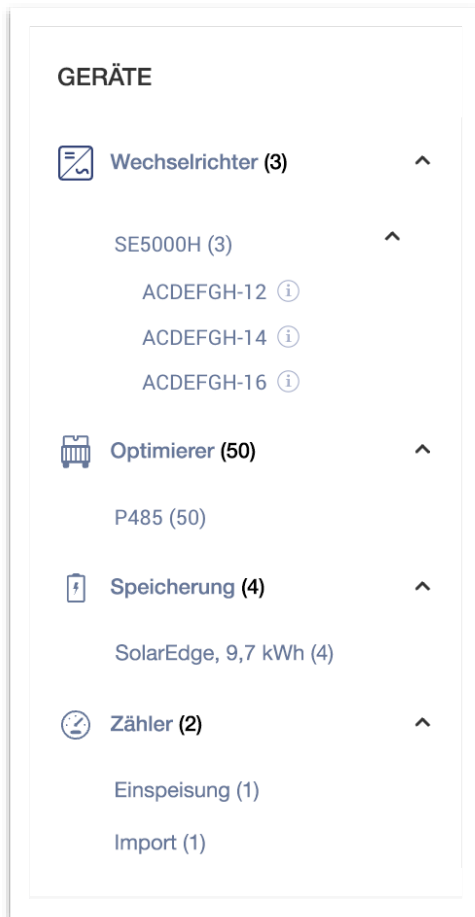 GERÄTE
Wechselrichter (3)
SE5000H (3)
ACDEFGH-12
ACDEFGH-14
ACDEFGH-16
Optimierer (50)
P485 (50)
Speicherung (4)
SolarEdge, 9,7 kWh (4)
Zähler (2)
Einspeisung (1)
Import (1)